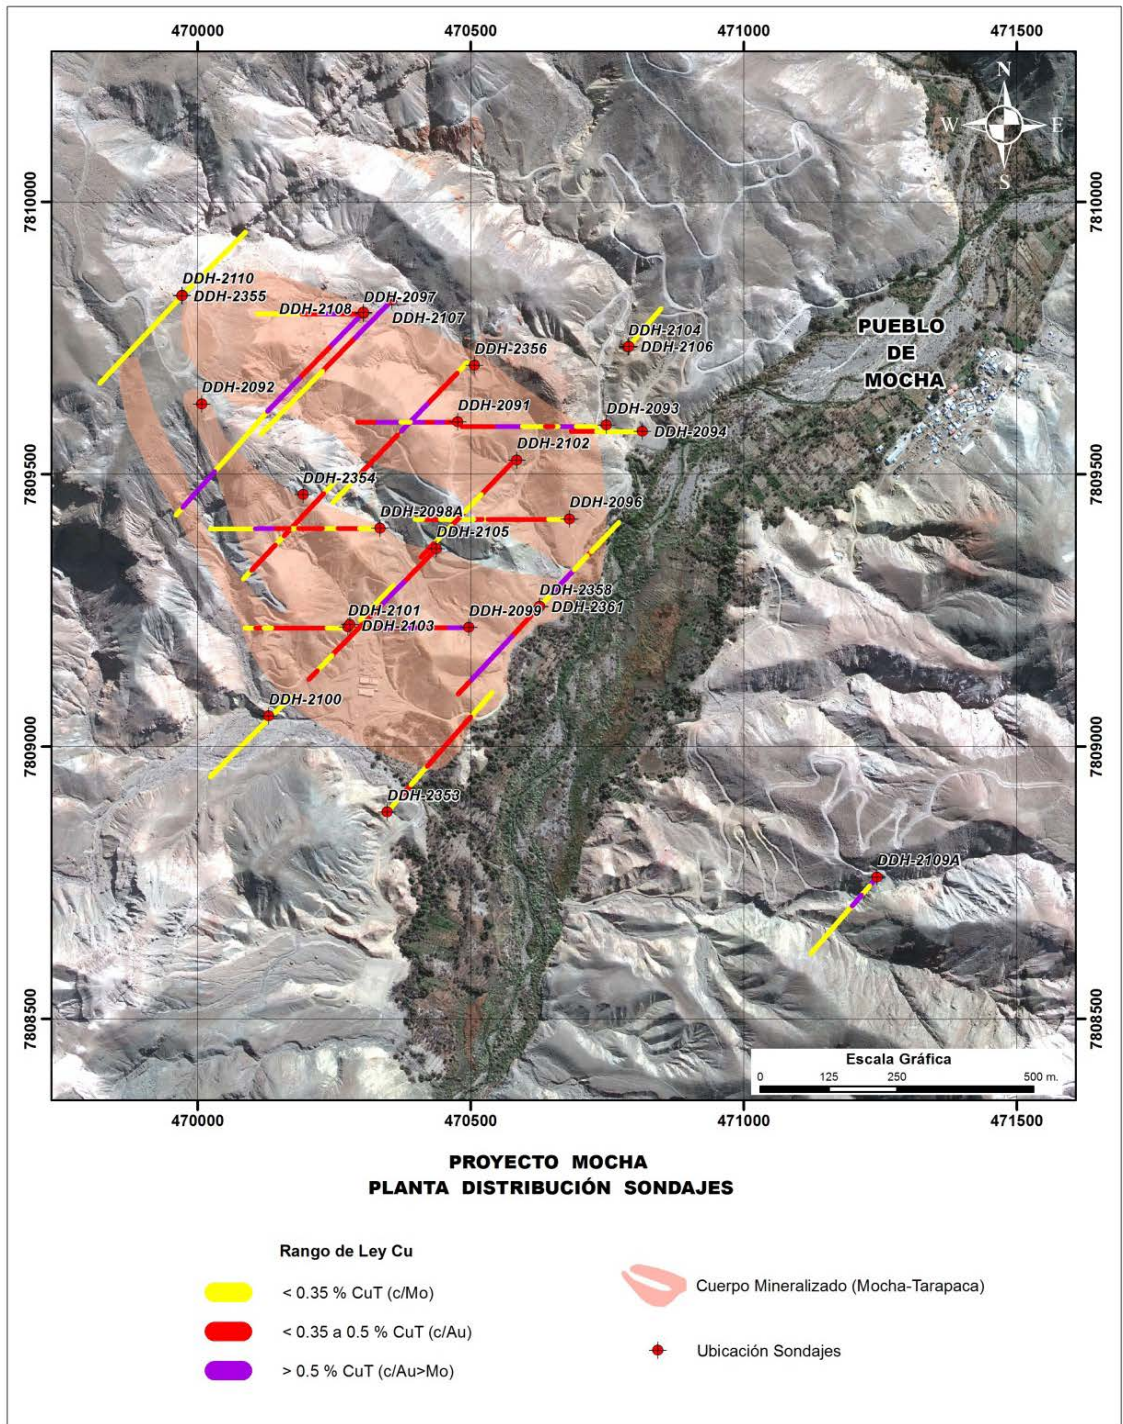 470000 470500 471000 471500
N
W E
S
7810000 7810000
DDH-2110
DDH-2355
DDH-2097
DDH-2108
DDH-2107
DDH-2104
DDH-2106
PUEBLO
DE
MOCHA
DDH-2356
DDH-2092
DDH-2091
DDH-2093
DDH-2094
DDH-2102
7809500 7809500
DDH-2354
DDH-2096
DDH-2098A
DDH-2105
DDH-2358
DDH-2361
DDH-2101
DDH-2099
DDH-2103
DDH-2100
7809000 7809000
DDH-2353
DDH-2109A
7808500 7808500
Escala Gráfica
0 125 250 500 m.
470000 470500 471000 471500
PROYECTO MOCHA
PLANTA DISTRIBUCIÓN SONDAJES
Rango de Ley Cu
< 0.35 % CuT (c/Mo)
< 0.35 a 0.5 % CuT (c/Au)
> 0.5 % CuT (c/Au>Mo)
Cuerpo Mineralizado (Mocha-Tarapaca)
Ubicación Sondajes